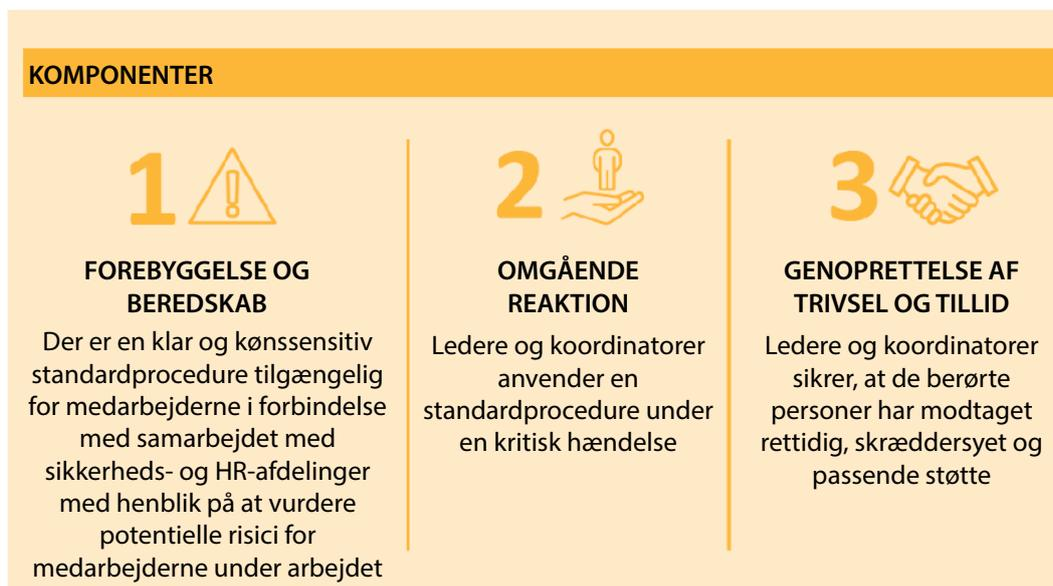 KOMPONENTER
1
FOREBYGGELSE OG
BEREDSKAB
Der er en klar og kønssensitiv
standardprocedure tilgængelig
for medarbejderne i forbindelse
med samarbejdet med
sikkerheds- og HR-afdelinger
med henblik på at vurdere
potentielle risici for
medarbejderne under arbejdet
2
OMGÅENDE
REAKTION
Ledere og koordinatorer
anvender en
standardprocedure under
en kritisk hændelse
3
GENOPRETTELSE AF
TRIVSEL OG TILLID
Ledere og koordinatorer
sikrer, at de berørte
personer har modtaget
rettidig, skræddersyet og
passende støtte